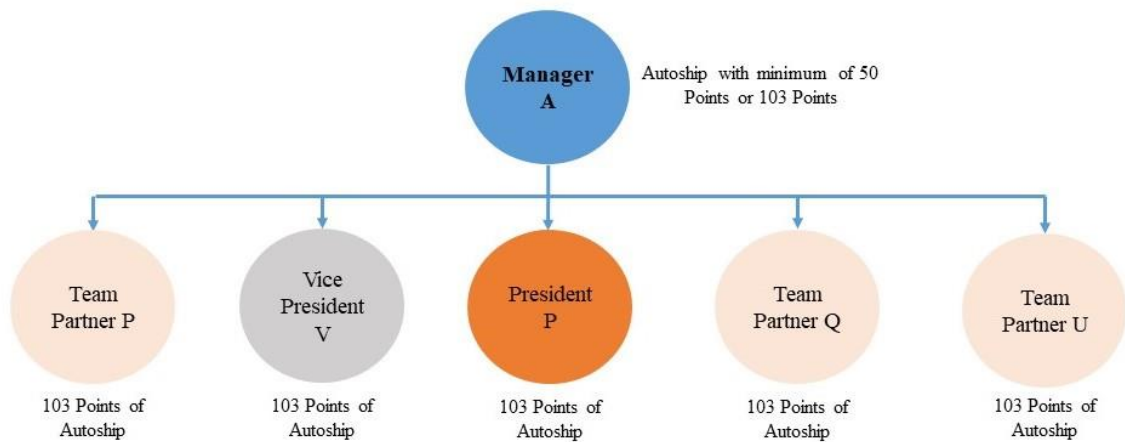 Manager
A
Autoship with minimum of 50
Points or 103 Points
Team
Partner P
Vice
President
V
President
P
Team
Partner Q
Team
Partner U
103 Points of
Autoship
103 Points of
Autoship
103 Points of
Autoship
103 Points of
Autoship
103 Points of
Autoship